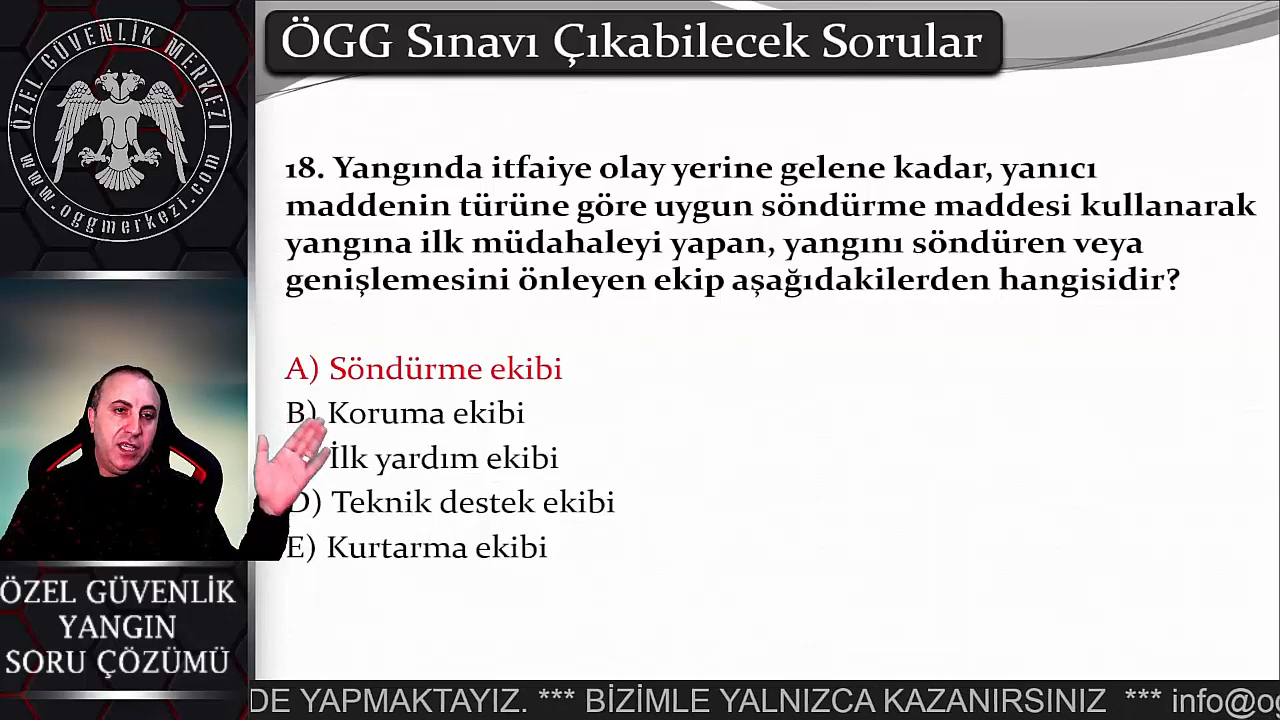 ÖZEL GÜVENLİK MERKEZİ
www.oggmerkezi.com
ÖGG Sınavı Çıkabilecek Sorular
18. Yangında itfaiye olay yerine gelene kadar, yanıcı
maddenin türüne göre uygun söndürme maddesi kullanarak
yangına ilk müdahaleyi yapan, yangını söndüren veya
genişlemesini önleyen ekip aşağıdakilerden hangisidir?
A) Söndürme ekibi
B) Koruma ekibi
İlk yardım ekibi
D) Teknik destek ekibi
E) Kurtarma ekibi
ÖZEL GÜVENLİK
YANGIN
SORU ÇÖZÜMÜ
DE YAPMAKTAYIZ. *** BİZİMLE YALNIZCA KAZANIRSINIZ *** info@og